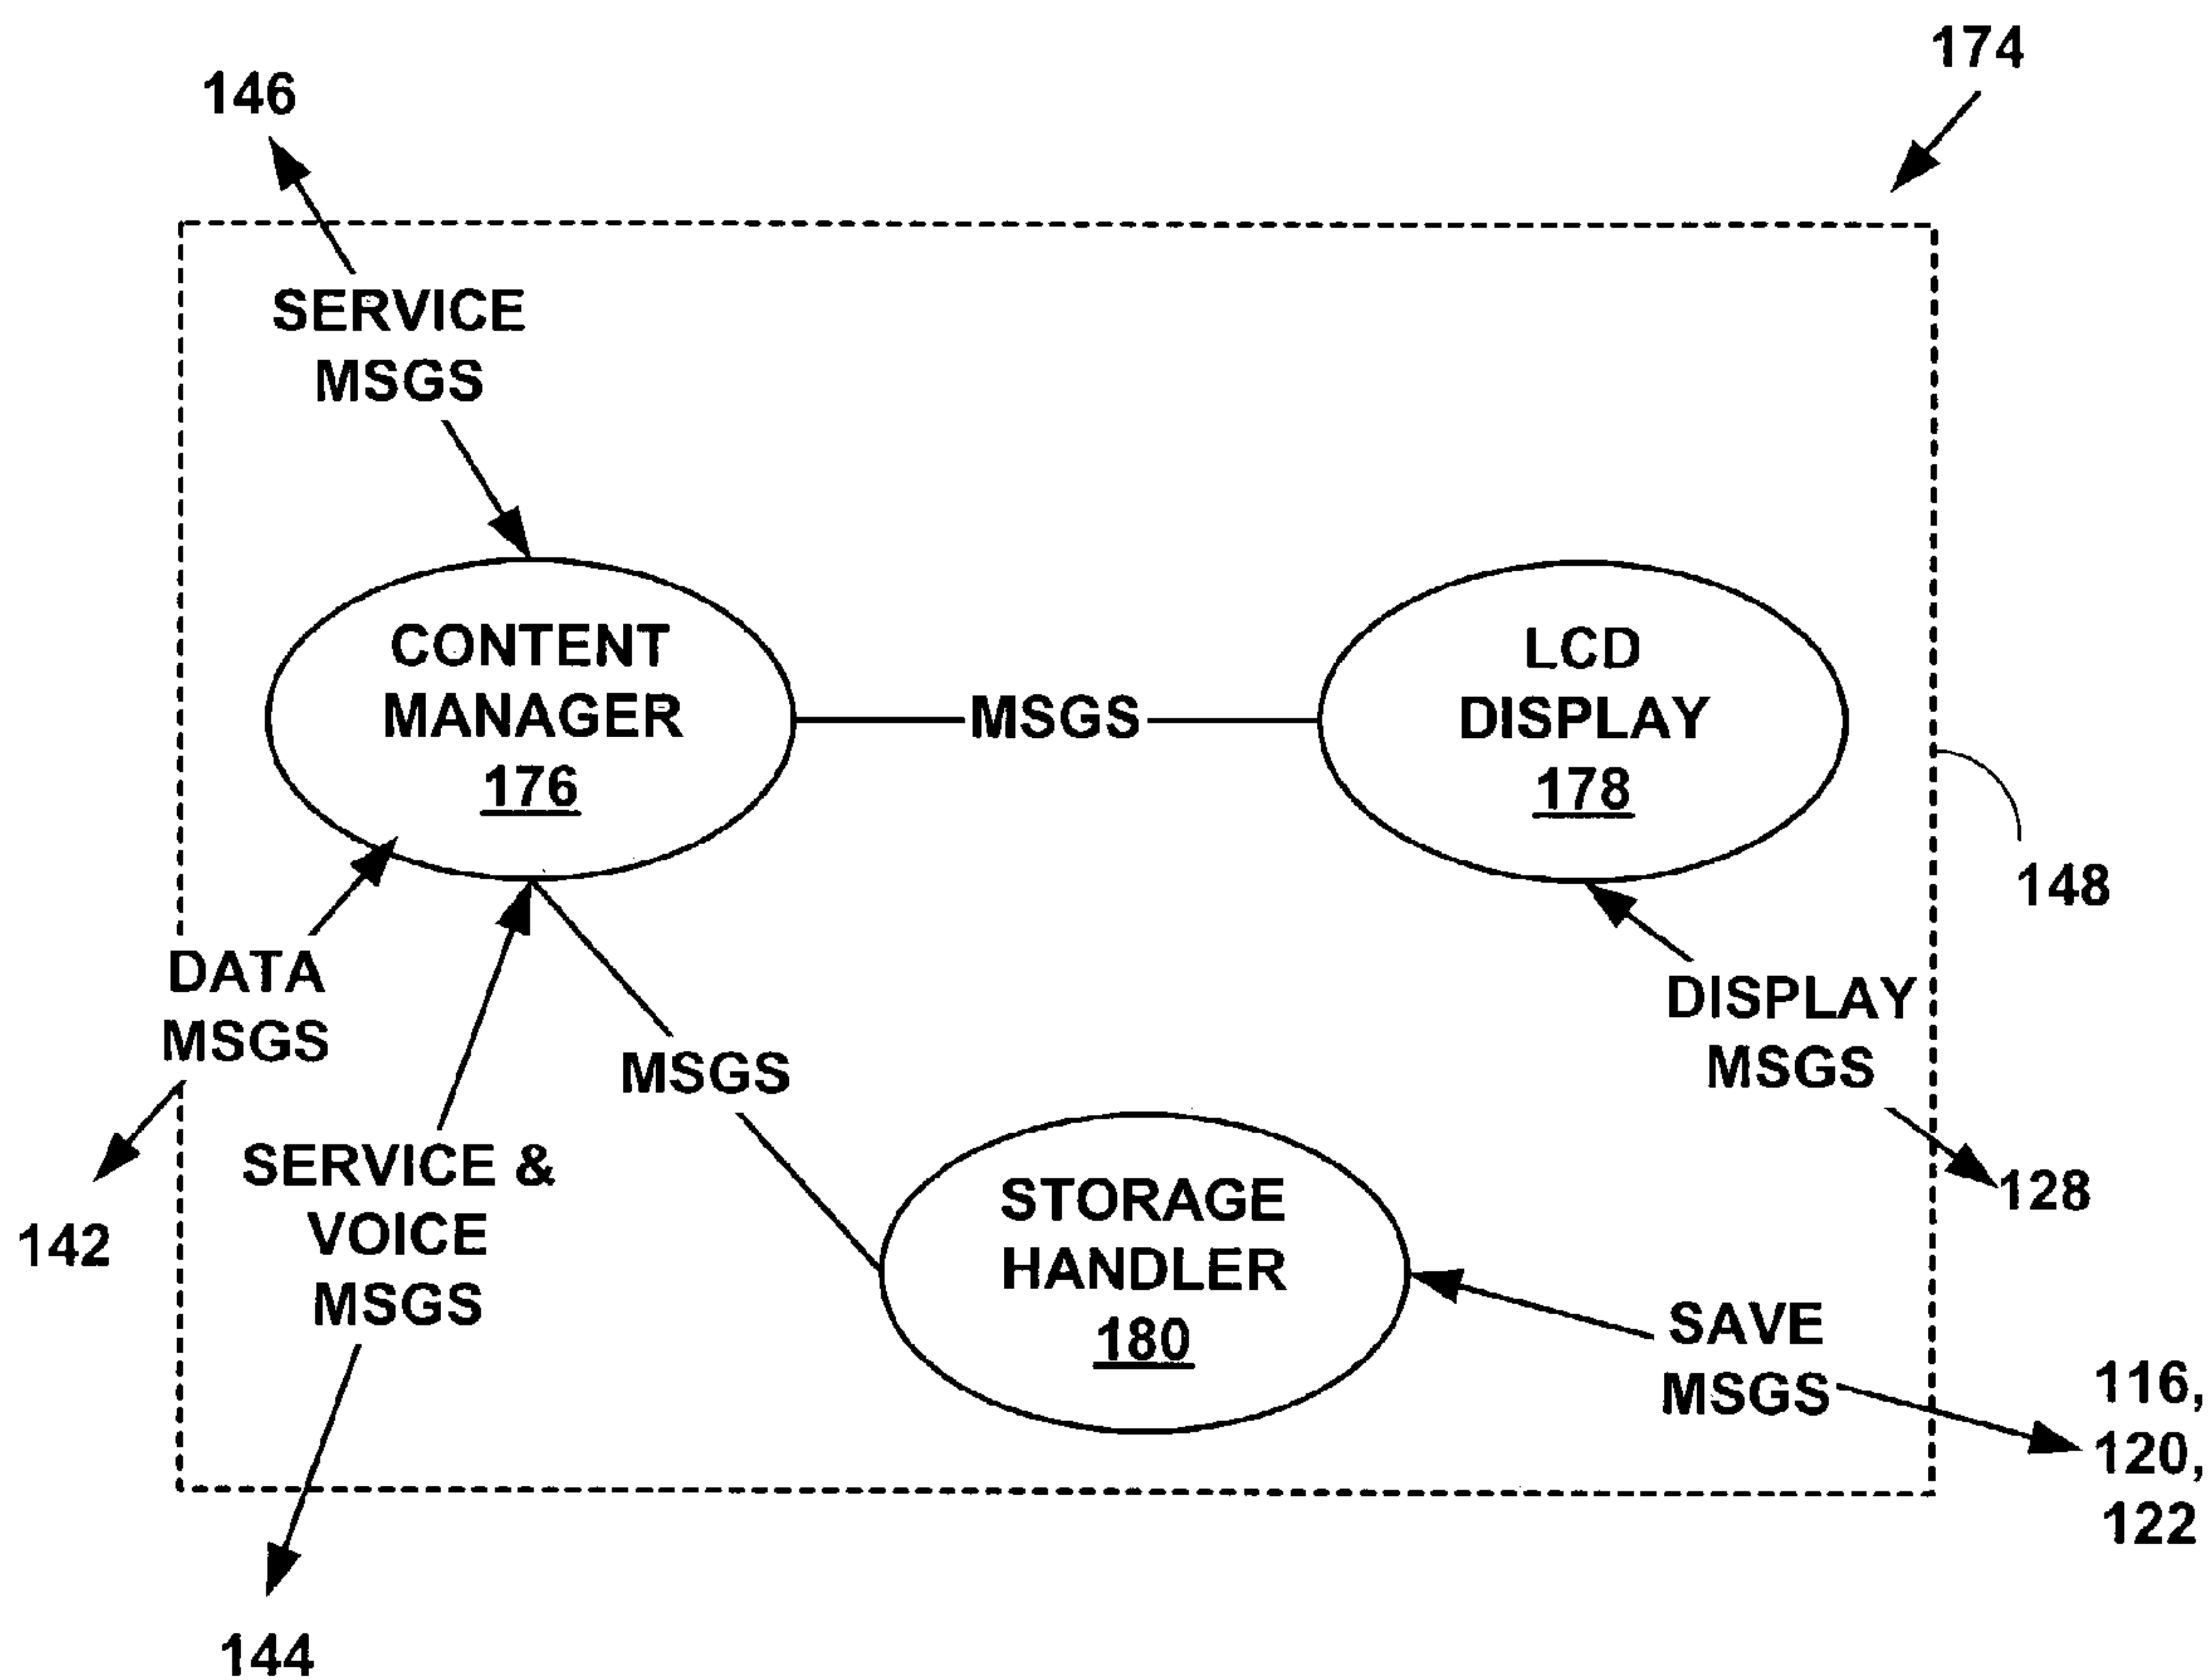 174
146
SERVICE
MSGS
CONTENT
MANAGER
176
MSGS
LCD
DISPLAY
178
148
DATA
MSGS
DISPLAY
MSGS
MSGS
142
SERVICE &
VOICE
MSGS
128
STORAGE
HANDLER
180
SAVE
MSGS
116,
120,
122
144